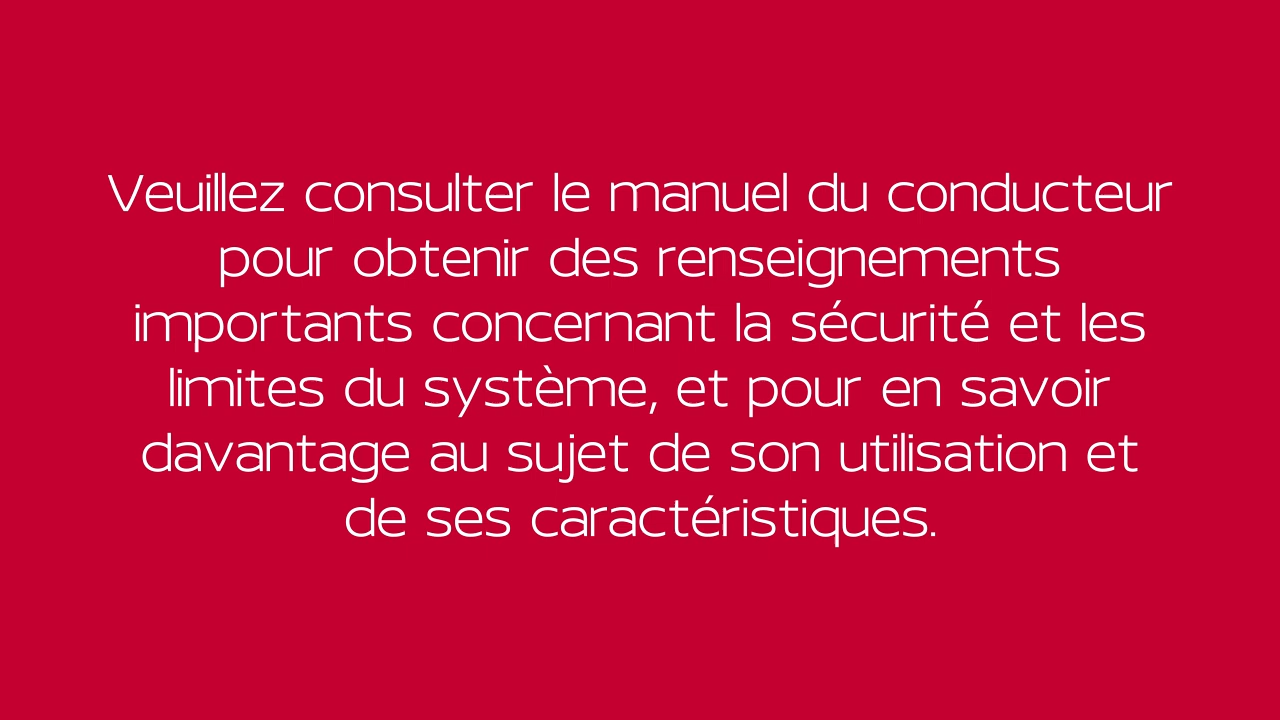 Veuillez consulter le manuel du conducteur
pour obtenir des renseignements
importants concernant la sécurité et les
limites du système, et pour en savoir
davantage au sujet de son utilisation et
de ses caractéristiques.